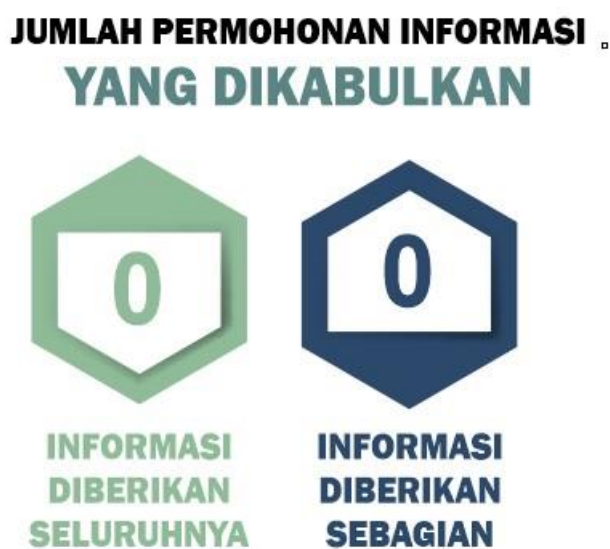 JUMLAH PERMOHONAN INFORMASI
YANG DIKABULKAN
0
INFORMASI
DIBERIKAN
SELURUHNYA
0
INFORMASI
DIBERIKAN
SEBAGIAN